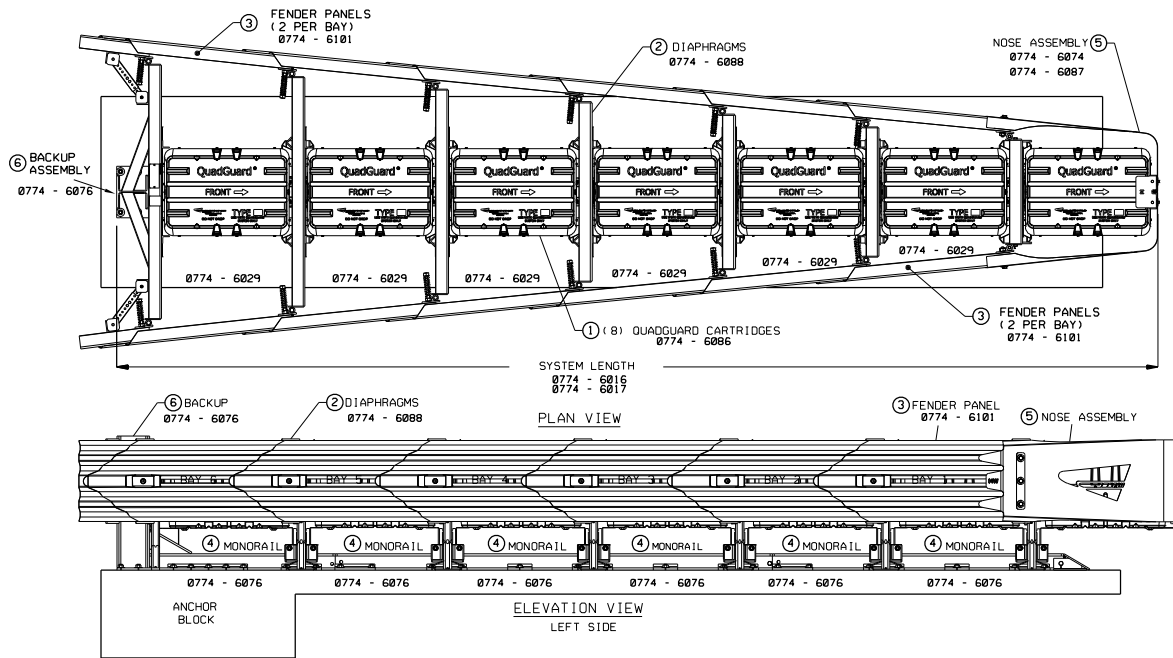 ③ FENDER PANELS
(2 PER BAY)
0774 - 6101
② DIAPHRAGMS
0774 - 6088
NOSE ASSEMBLY ⑤
0774 - 6074
0774 - 6087
⑥ BACKUP
ASSEMBLY
0774 - 6076
QuadGuard® QuadGuard® QuadGuard® QuadGuard® QuadGuard® QuadGuard® QuadGuard®
FRONT FRONT FRONT FRONT FRONT FRONT FRONT
TYPE TYPE TYPE TYPE TYPE TYPE TYPE
0774 - 6029 0774 - 6029 0774 - 6029 0774 - 6029 0774 - 6029 0774 - 6029
① (8) QUADGUARD CARTRIDGES
0774 - 6086
③ FENDER PANELS
(2 PER BAY)
0774 - 6101
SYSTEM LENGTH
0774 - 6016
0774 - 6017
PLAN VIEW
⑥ BACKUP
0774 - 6076
② DIAPHRAGMS
0774 - 6088
③ FENDER PANEL
0774 - 6101
⑤ NOSE ASSEMBLY
BAY 6 BAY 5 BAY 4 BAY 3 BAY 2 BAY 1
④ MONORAIL ④ MONORAIL ④ MONORAIL ④ MONORAIL ④ MONORAIL ④ MONORAIL
0774 - 6076 0774 - 6076 0774 - 6076 0774 - 6076 0774 - 6076 0774 - 6076
ANCHOR
BLOCK
ELEVATION VIEW
LEFT SIDE